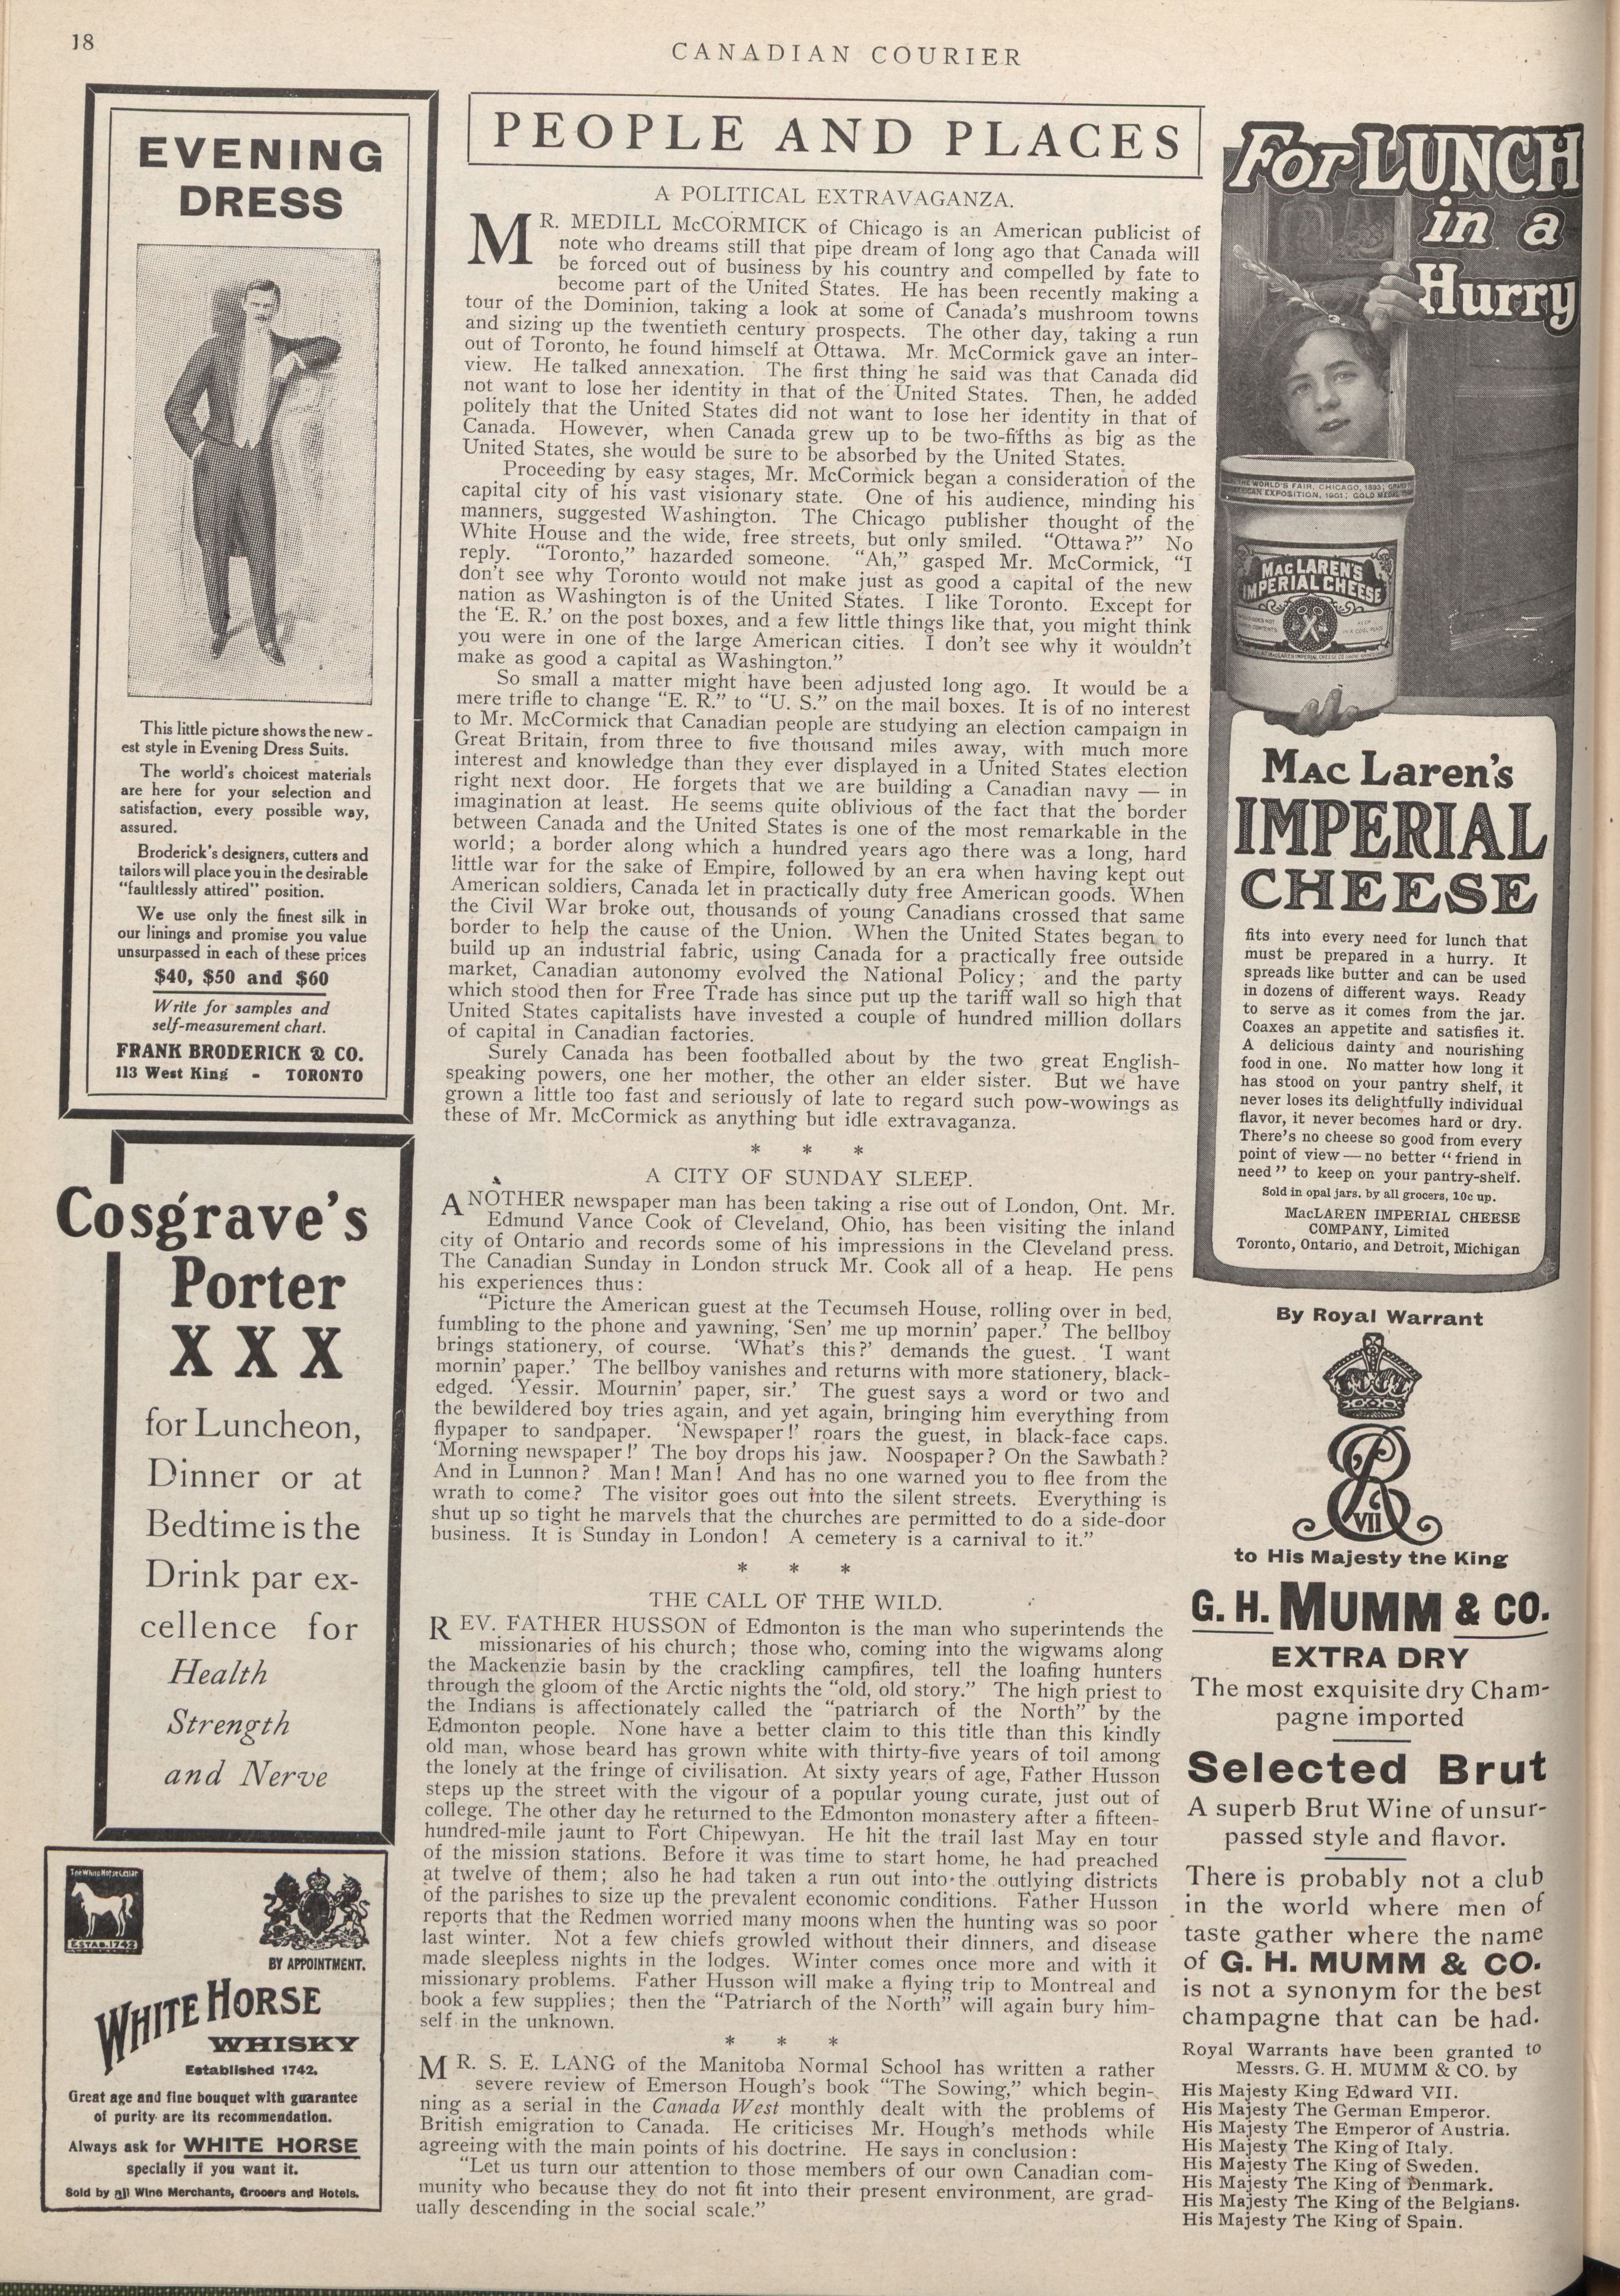 18
CANADIAN COURIER
EVENING
DRESS
This little picture shows the new-
est style in Evening Dress Suits.
The world's choicest materials
are here for your selection and
satisfaction, every possible way,
assured.
Broderick's designers, cutters and
tailors will place you in the desirable
"faultlessly attired" position.
We use only the finest silk in
our linings and promise you value
unsurpassed in each of these prices
$40, $50 and $60
Write for samples and
self-measurement chart.
FRANK BRODERICK & CO.
113 West King - TORONTO
Cosgrave's
Porter
X X X
for Luncheon,
Dinner or at
Bedtime is the
Drink par ex-
cellence for
Health
Strength
and Nerve
The White Horse Cellar
ESTAB. 1742
BY APPOINTMENT.
WHITE HORSE
WHISKY
Established 1742.
Great age and fine bouquet with guarantee
of purity are its recommendation.
Always ask for WHITE HORSE
specially if you want it.
Sold by all Wine Merchants, Grocers and Hotels.
PEOPLE AND PLACES
A POLITICAL EXTRAVAGANZA.
MR. MEDILL McCORMICK of Chicago is an American publicist of
note who dreams still that pipe dream of long ago that Canada will
be forced out of business by his country and compelled by fate to
become part of the United States. He has been recently making a
tour of the Dominion, taking a look at some of Canada's mushroom towns
and sizing up the twentieth century prospects. The other day, taking a run
out of Toronto, he found himself at Ottawa. Mr. McCormick gave an inter-
view. He talked annexation. The first thing he said was that Canada did
not want to lose her identity in that of the United States. Then, he added
politely that the United States did not want to lose her identity in that of
Canada. However, when Canada grew up to be two-fifths as big as the
United States, she would be sure to be absorbed by the United States.
Proceeding by easy stages, Mr. McCormick began a consideration of the
capital city of his vast visionary state. One of his audience, minding his
manners, suggested Washington. The Chicago publisher thought of the
White House and the wide, free streets, but only smiled. "Ottawa?" No
reply. "Toronto," hazarded someone. "Ah," gasped Mr. McCormick, "I
don't see why Toronto would not make just as good a capital of the new
nation as Washington is of the United States. I like Toronto. Except for
the 'E. R.' on the post boxes, and a few little things like that, you might think
you were in one of the large American cities. I don't see why it wouldn't
make as good a capital as Washington."
So small a matter might have been adjusted long ago. It would be a
mere trifle to change "E. R." to "U. S." on the mail boxes. It is of no interest
to Mr. McCormick that Canadian people are studying an election campaign in
Great Britain, from three to five thousand miles away, with much more
interest and knowledge than they ever displayed in a United States election
right next door. He forgets that we are building a Canadian navy — in
imagination at least. He seems quite oblivious of the fact that the border
between Canada and the United States is one of the most remarkable in the
world; a border along which a hundred years ago there was a long, hard
little war for the sake of Empire, followed by an era when having kept out
American soldiers, Canada let in practically duty free American goods. When
the Civil War broke out, thousands of young Canadians crossed that same
border to help the cause of the Union. When the United States began to
build up an industrial fabric, using Canada for a practically free outside
market, Canadian autonomy evolved the National Policy; and the party
which stood then for Free Trade has since put up the tariff wall so high that
United States capitalists have invested a couple of hundred million dollars
of capital in Canadian factories.
Surely Canada has been footballed about by the two great English-
speaking powers, one her mother, the other an elder sister. But we have
grown a little too fast and seriously of late to regard such pow-wowings as
these of Mr. McCormick as anything but idle extravaganza.
* * *
A CITY OF SUNDAY SLEEP.
ANOTHER newspaper man has been taking a rise out of London, Ont. Mr.
Edmund Vance Cook of Cleveland, Ohio, has been visiting the inland
city of Ontario and records some of his impressions in the Cleveland press.
The Canadian Sunday in London struck Mr. Cook all of a heap. He pens
his experiences thus:
"Picture the American guest at the Tecumseh House, rolling over in bed,
fumbling to the phone and yawning, 'Sen' me up mornin' paper.' The bellboy
brings stationery, of course. 'What's this?' demands the guest. 'I want
mornin' paper.' The bellboy vanishes and returns with more stationery, black-
edged. 'Yessir. Mournin' paper, sir.' The guest says a word or two and
the bewildered boy tries again, and yet again, bringing him everything from
flypaper to sandpaper. 'Newspaper!' roars the guest, in black-face caps.
'Morning newspaper!' The boy drops his jaw. Noospaper? On the Sawbath?
And in Lunnon? Man! Man! And has no one warned you to flee from the
wrath to come? The visitor goes out into the silent streets. Everything is
shut up so tight he marvels that the churches are permitted to do a side-door
business. It is Sunday in London! A cemetery is a carnival to it."
* * *
THE CALL OF THE WILD.
REV. FATHER HUSSON of Edmonton is the man who superintends the
missionaries of his church; those who, coming into the wigwams along
the Mackenzie basin by the crackling campfires, tell the loafing hunters
through the gloom of the Arctic nights the "old, old story." The high priest to
the Indians is affectionately called the "patriarch of the North" by the
Edmonton people. None have a better claim to this title than this kindly
old man, whose beard has grown white with thirty-five years of toil among
the lonely at the fringe of civilisation. At sixty years of age, Father Husson
steps up the street with the vigour of a popular young curate, just out of
college. The other day he returned to the Edmonton monastery after a fifteen-
hundred-mile jaunt to Fort Chipewyan. He hit the trail last May en tour
of the mission stations. Before it was time to start home, he had preached
at twelve of them; also he had taken a run out into the outlying districts
of the parishes to size up the prevalent economic conditions. Father Husson
reports that the Redmen worried many moons when the hunting was so poor
last winter. Not a few chiefs growled without their dinners, and disease
made sleepless nights in the lodges. Winter comes once more and with it
missionary problems. Father Husson will make a flying trip to Montreal and
book a few supplies; then the "Patriarch of the North" will again bury him-
self in the unknown.
* * *
MR. S. E. LANG of the Manitoba Normal School has written a rather
severe review of Emerson Hough's book "The Sowing," which begin-
ning as a serial in the Canada West monthly dealt with the problems of
British emigration to Canada. He criticises Mr. Hough's methods while
agreeing with the main points of his doctrine. He says in conclusion:
"Let us turn our attention to those members of our own Canadian com-
munity who because they do not fit into their present environment, are grad-
ually descending in the social scale."
For LUNCH
in a
Hurry
WORLD'S FAIR, CHICAGO, 1893;
EXPOSITION, 1901; GOLD MEDAL
MACLAREN'S
IMPERIAL CHEESE
MAC Laren's
IMPERIAL
CHEESE
fits into every need for lunch that
must be prepared in a hurry. It
spreads like butter and can be used
in dozens of different ways. Ready
to serve as it comes from the jar.
Coaxes an appetite and satisfies it.
A delicious dainty and nourishing
food in one. No matter how long it
has stood on your pantry shelf, it
never loses its delightfully individual
flavor, it never becomes hard or dry.
There's no cheese so good from every
point of view — no better "friend in
need" to keep on your pantry-shelf.
Sold in opal jars. by all grocers, 10c up.
MacLAREN IMPERIAL CHEESE
COMPANY, Limited
Toronto, Ontario, and Detroit, Michigan
By Royal Warrant
VII
to His Majesty the King
G. H. MUMM & CO.
EXTRA DRY
The most exquisite dry Cham-
pagne imported
Selected Brut
A superb Brut Wine of unsur-
passed style and flavor.
There is probably not a club
in the world where men of
taste gather where the name
of G. H. MUMM & CO.
is not a synonym for the best
champagne that can be had.
Royal Warrants have been granted to
Messrs. G. H. MUMM & CO. by
His Majesty King Edward VII.
His Majesty The German Emperor.
His Majesty The Emperor of Austria.
His Majesty The King of Italy.
His Majesty The King of Sweden.
His Majesty The King of Denmark.
His Majesty The King of the Belgians.
His Majesty The King of Spain.